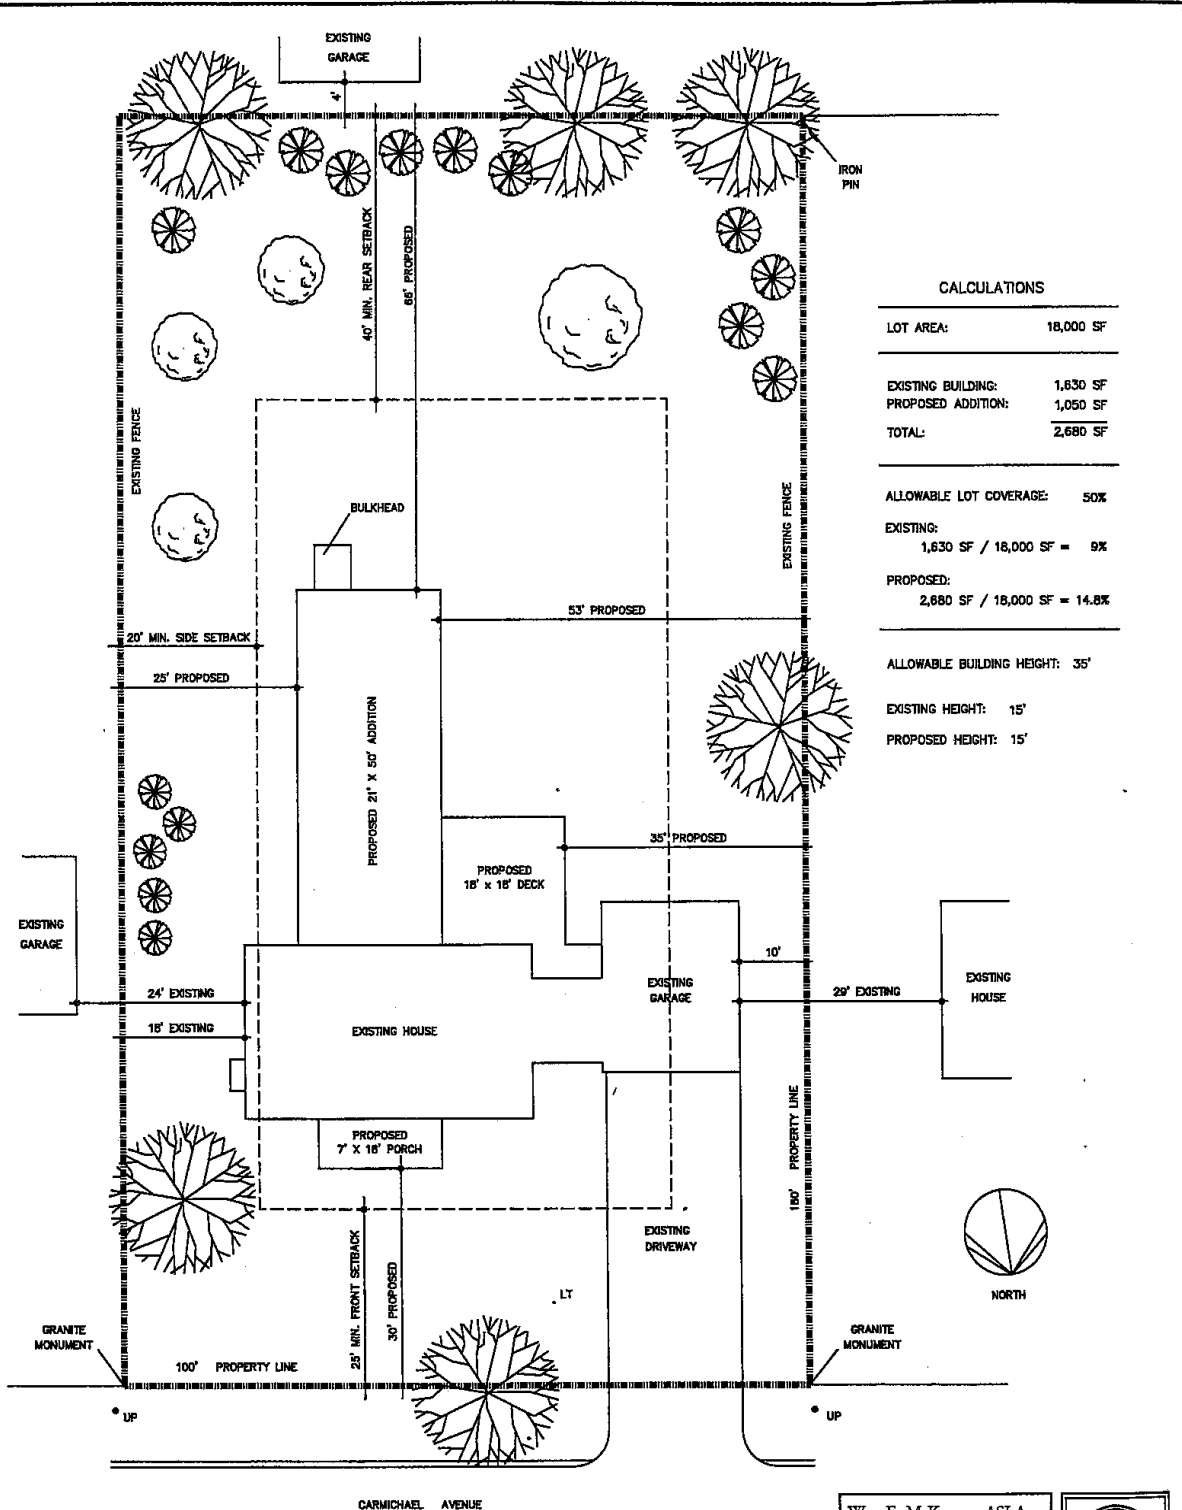 EXISTING
GARAGE
4'
IRON
PIN
40' MIN. REAR SETBACK
66' PROPOSED
CALCULATIONS
LOT AREA: 18,000 SF
EXISTING BUILDING: 1,630 SF
PROPOSED ADDITION: 1,050 SF
TOTAL: 2,680 SF
ALLOWABLE LOT COVERAGE: 50%
EXISTING:
1,630 SF / 18,000 SF = 9%
PROPOSED:
2,680 SF / 18,000 SF = 14.8%
ALLOWABLE BUILDING HEIGHT: 35'
EXISTING HEIGHT: 15'
PROPOSED HEIGHT: 15'
EXISTING FENCE
EXISTING FENCE
BULKHEAD
53' PROPOSED
20' MIN. SIDE SETBACK
25' PROPOSED
PROPOSED 21' X 50' ADDITION
35' PROPOSED
PROPOSED
18' x 18' DECK
EXISTING
GARAGE
10'
EXISTING
GARAGE
EXISTING
HOUSE
24' EXISTING
29' EXISTING
18' EXISTING
EXISTING HOUSE
PROPOSED
7' X 18' PORCH
180' PROPERTY LINE
EXISTING
DRIVEWAY
25' MIN. FRONT SETBACK
30' PROPOSED
LT
NORTH
GRANITE
MONUMENT
GRANITE
MONUMENT
100' PROPERTY LINE
UP
UP
CARMICHAEL AVENUE